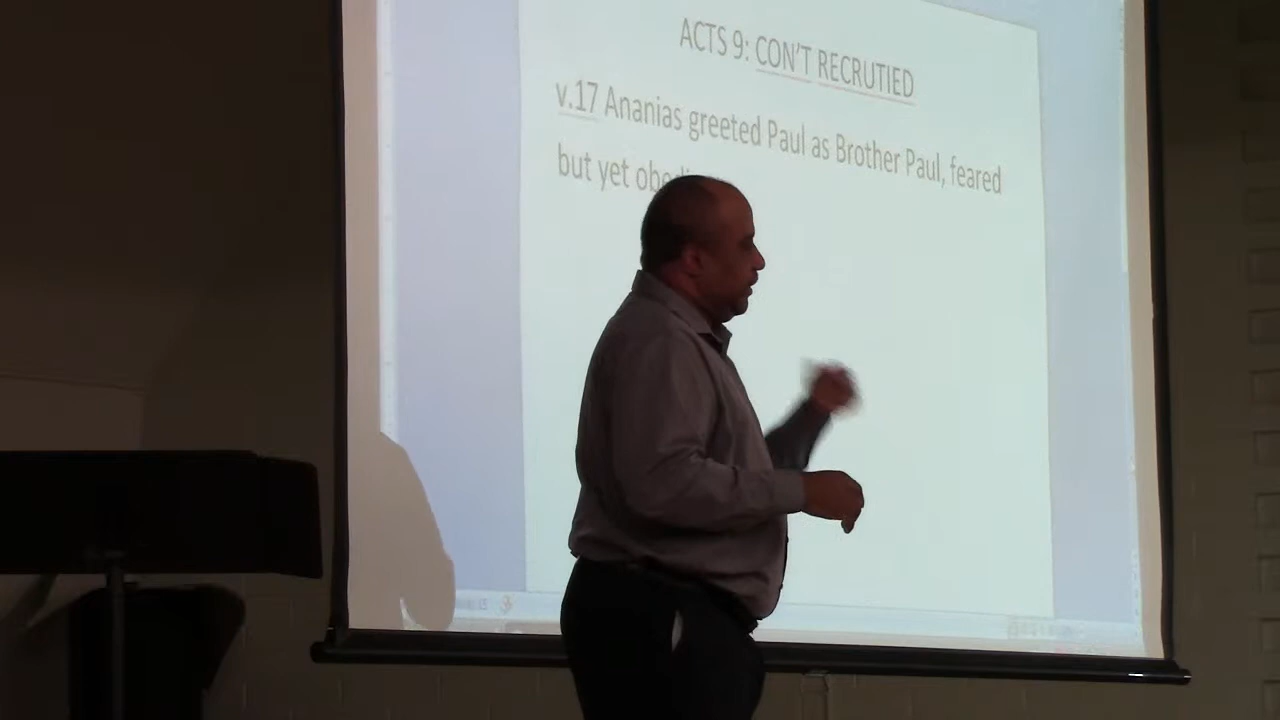 ACTS 9: CON'T RECRUTIED
v.17 Ananias greeted Paul as Brother Paul, feared
but yet